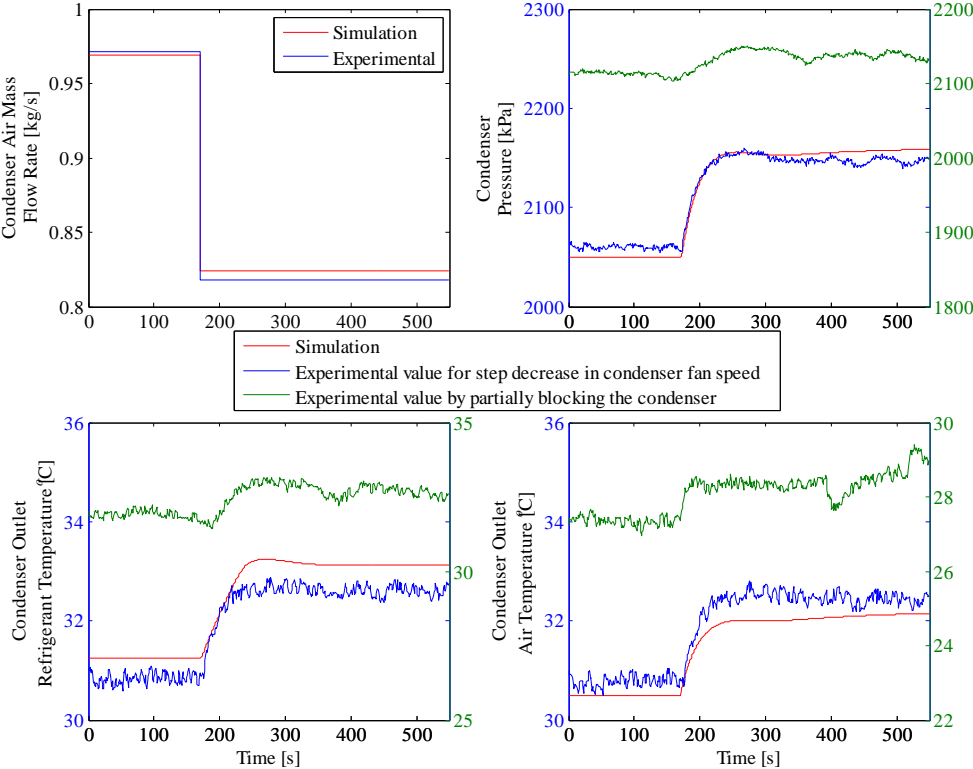 1
0.95
0.9
0.85
0.8
0 100 200 300 400 500
Condenser Air Mass
Flow Rate [kg/s]
Simulation
Experimental
2300
2200
2100
2000
2200
2100
2000
1900
1800
0 100 200 300 400 500
Condenser
Pressure [kPa]
Simulation
Experimental value for step decrease in condenser fan speed
Experimental value by partially blocking the condenser
36
34
32
30
35
30
25
0 100 200 300 400 500
Condenser Outlet
Refrigerant Temperature [°C]
Time [s]
36
34
32
30
30
28
26
24
22
0 100 200 300 400 500
Condenser Outlet
Air Temperature [°C]
Time [s]